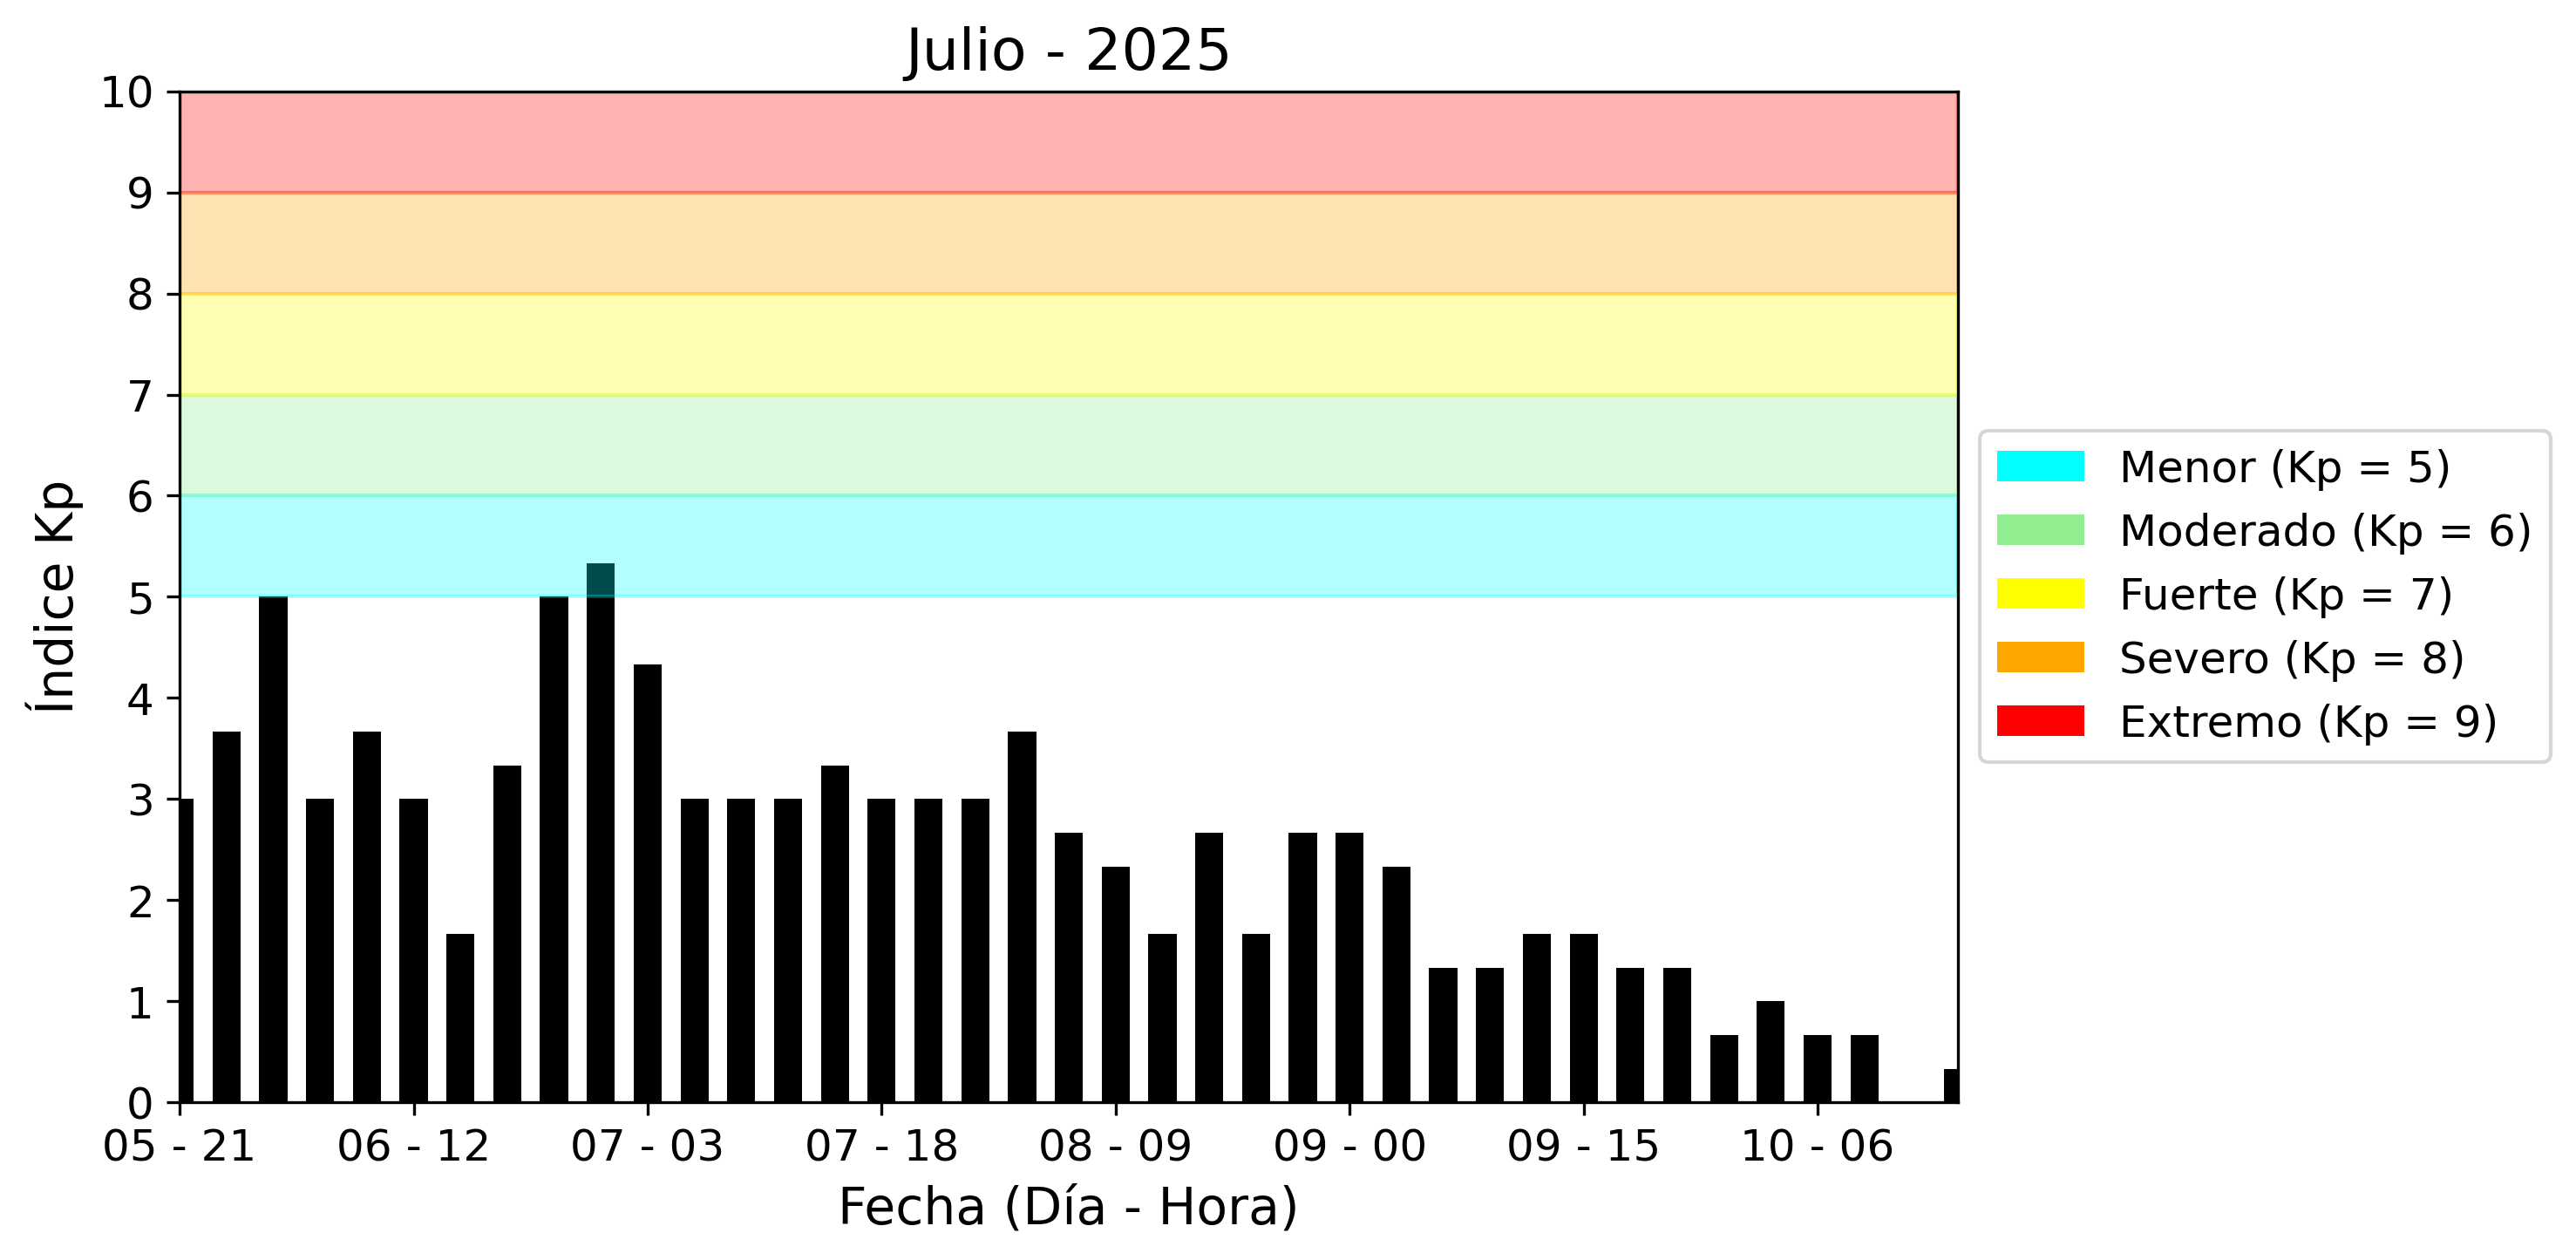 Julio - 2025
10
9
8
7
6
5
4
3
2
1
0
Índice Kp
05 - 21
06 - 12
07 - 03
07 - 18
08 - 09
09 - 00
09 - 15
10 - 06
Fecha (Día - Hora)
Menor (Kp = 5)
Moderado (Kp = 6)
Fuerte (Kp = 7)
Severo (Kp = 8)
Extremo (Kp = 9)